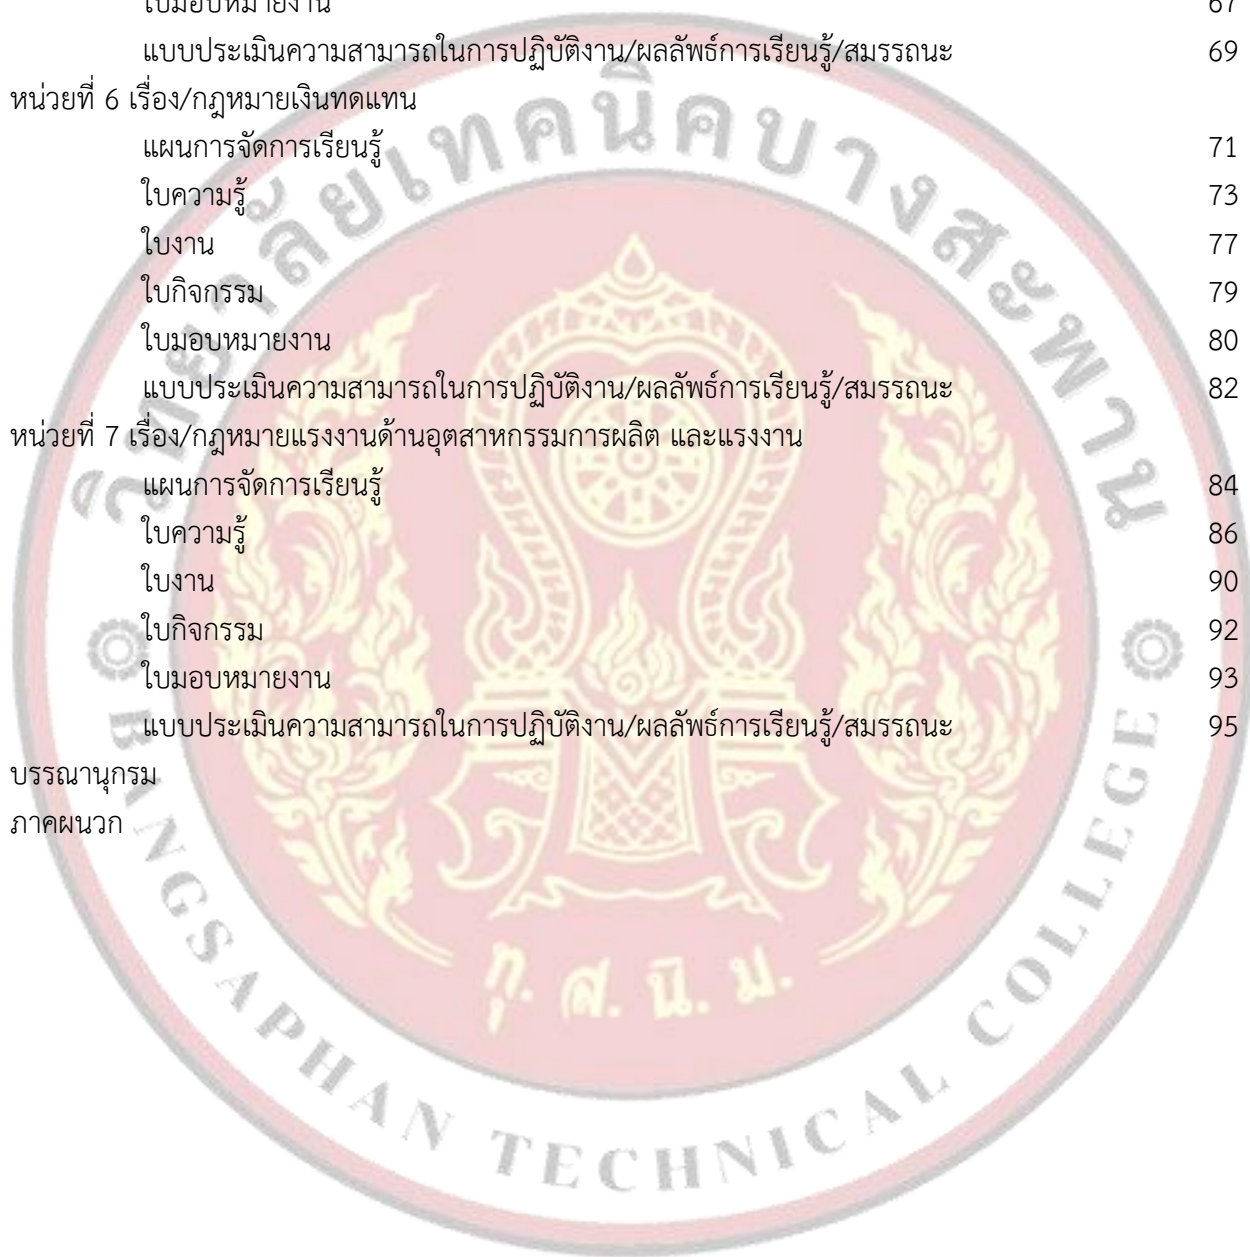 ใบมอบหมายงาน 67
แบบประเมินความสามารถในการปฏิบัติงาน/ผลลัพธ์การเรียนรู้/สมรรถนะ 69
หน่วยที่ 6 เรื่อง/กฎหมายเงินทดแทน
แผนการจัดการเรียนรู้ 71
ใบความรู้ 73
ใบงาน 77
ใบกิจกรรม 79
ใบมอบหมายงาน 80
แบบประเมินความสามารถในการปฏิบัติงาน/ผลลัพธ์การเรียนรู้/สมรรถนะ 82
หน่วยที่ 7 เรื่อง/กฎหมายแรงงานด้านอุตสาหกรรมการผลิต และแรงงาน
แผนการจัดการเรียนรู้ 84
ใบความรู้ 86
ใบงาน 90
ใบกิจกรรม 92
ใบมอบหมายงาน 93
แบบประเมินความสามารถในการปฏิบัติงาน/ผลลัพธ์การเรียนรู้/สมรรถนะ 95
บรรณานุกรม
ภาคผนวก
วิทยาลัยเทคนิคบางสะพาน
ทุ. ส. นิ. ม.
BANGSAPHAN TECHNICAL COLLEGE